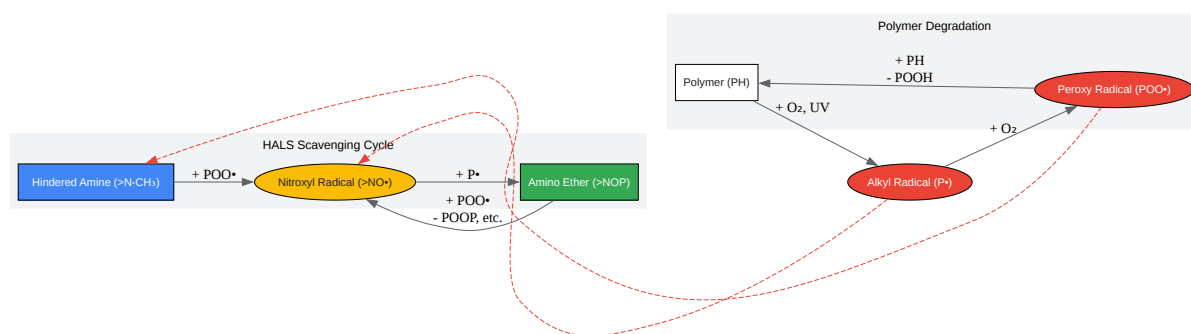 Polymer Degradation
+ PH
- POOH
Polymer (PH)
Peroxy Radical (POO•)
+ O₂, UV
+ O₂
HALS Scavenging Cycle
Hindered Amine (>N-CH₃)
+ POO•
Nitroxyl Radical (>NO•)
+ P•
Amino Ether (>NOP)
Alkyl Radical (P•)
+ POO•
- POOP, etc.